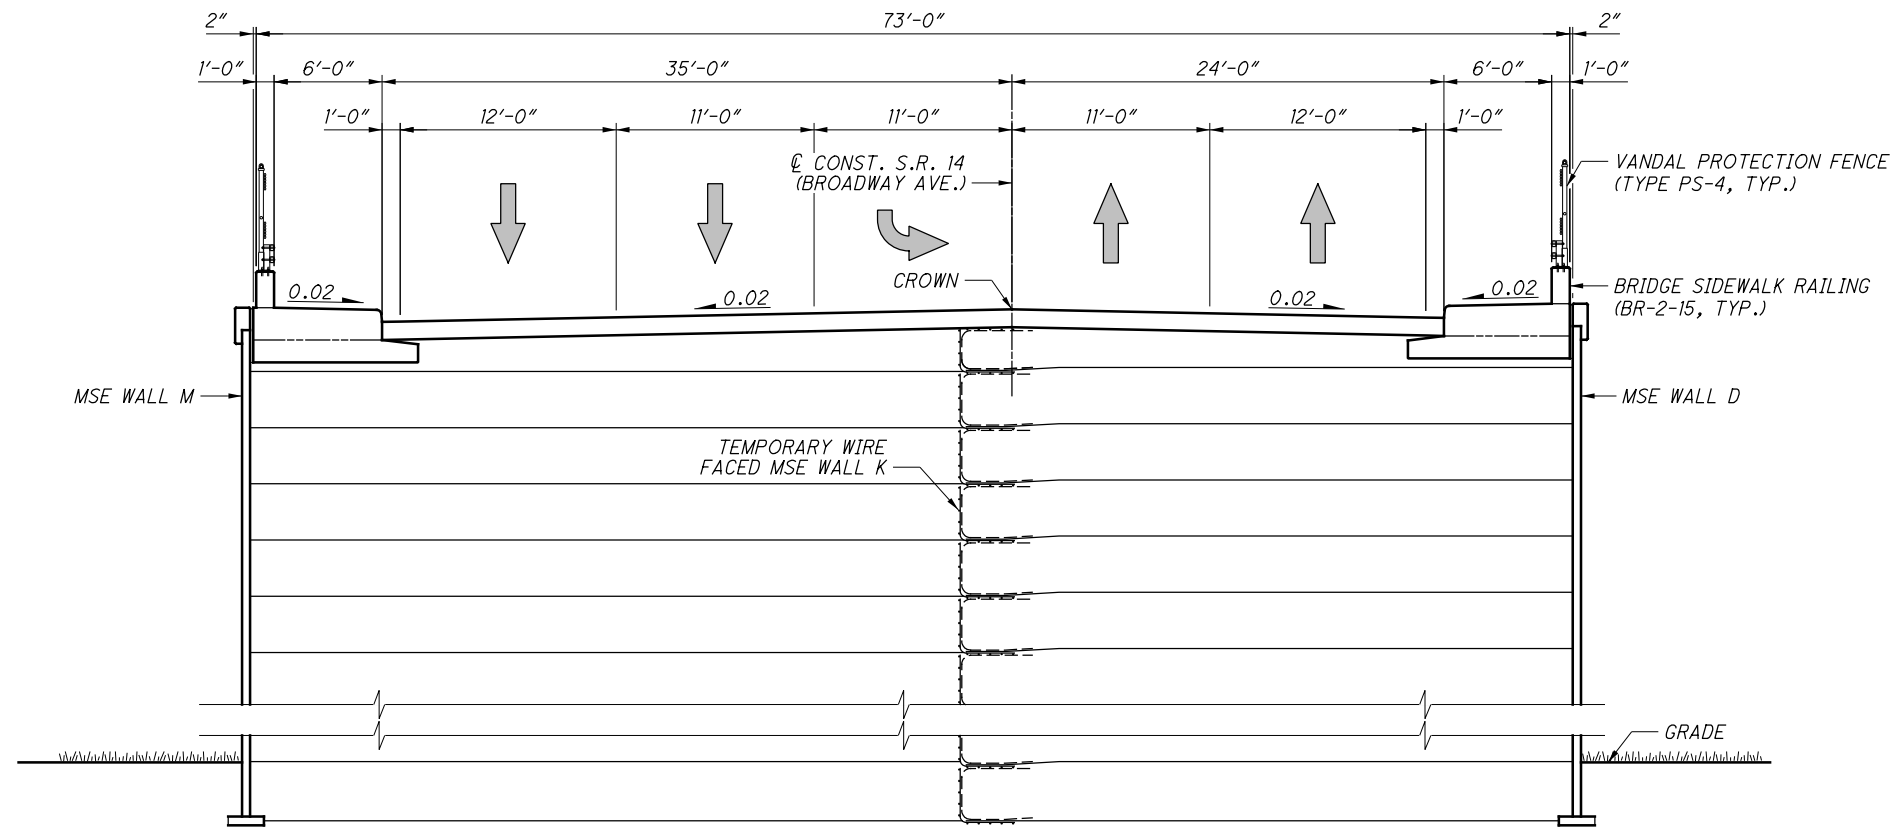 2" 73'-0" 2"
1'-0" 6'-0" 35'-0" 24'-0" 6'-0" 1'-0"
1'-0" 12'-0" 11'-0" 11'-0" 11'-0" 12'-0" 1'-0"
℄ CONST. S.R. 14
(BROADWAY AVE.)
VANDAL PROTECTION FENCE
(TYPE PS-4, TYP.)
CROWN
0.02 0.02 0.02 0.02
BRIDGE SIDEWALK RAILING
(BR-2-15, TYP.)
MSE WALL M
MSE WALL D
TEMPORARY WIRE
FACED MSE WALL K
GRADE